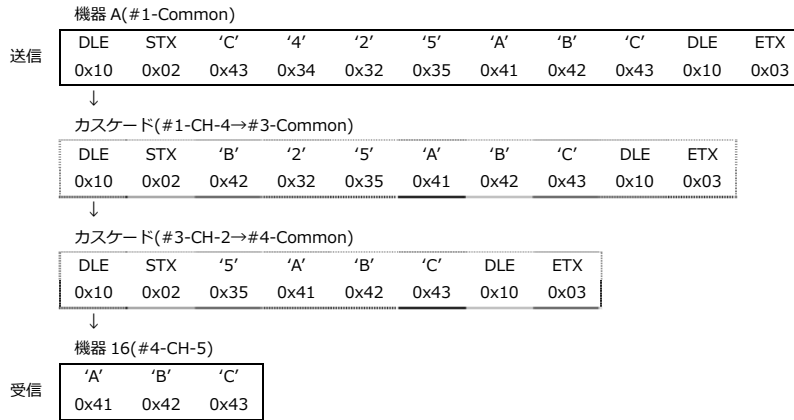 機器 A(#1-Common)
送信
DLE STX ‘C’ ‘4’ ‘2’ ‘5’ ‘A’ ‘B’ ‘C’ DLE ETX
0x10 0x02 0x43 0x34 0x32 0x35 0x41 0x42 0x43 0x10 0x03
↓
カスケード(#1-CH-4→#3-Common)
DLE STX ‘B’ ‘2’ ‘5’ ‘A’ ‘B’ ‘C’ DLE ETX
0x10 0x02 0x42 0x32 0x35 0x41 0x42 0x43 0x10 0x03
↓
カスケード(#3-CH-2→#4-Common)
DLE STX ‘5’ ‘A’ ‘B’ ‘C’ DLE ETX
0x10 0x02 0x35 0x41 0x42 0x43 0x10 0x03
↓
機器 16(#4-CH-5)
受信
‘A’ ‘B’ ‘C’
0x41 0x42 0x43